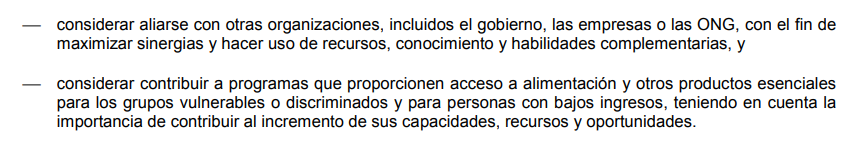 — considerar aliarse con otras organizaciones, incluidos el gobierno, las empresas o las ONG, con el fin de
maximizar sinergias y hacer uso de recursos, conocimiento y habilidades complementarias, y
— considerar contribuir a programas que proporcionen acceso a alimentación y otros productos esenciales
para los grupos vulnerables o discriminados y para personas con bajos ingresos, teniendo en cuenta la
importancia de contribuir al incremento de sus capacidades, recursos y oportunidades.